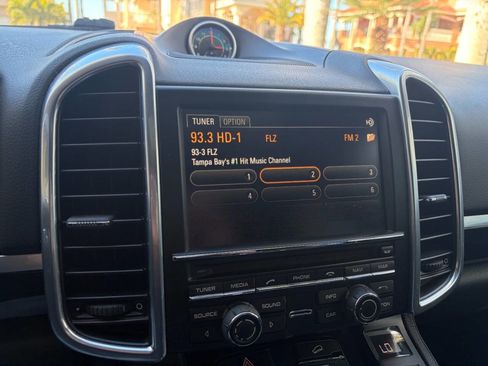 TUNER OPTION
93.3 HD-1 FLZ FM 2
93-3 FLZ
Tampa Bay's #1 Hit Music Channel
1 2 3
4 5 6
TUNER MEDIA PHONE NAV MAP
SOURCE SOUND INFO
CAR